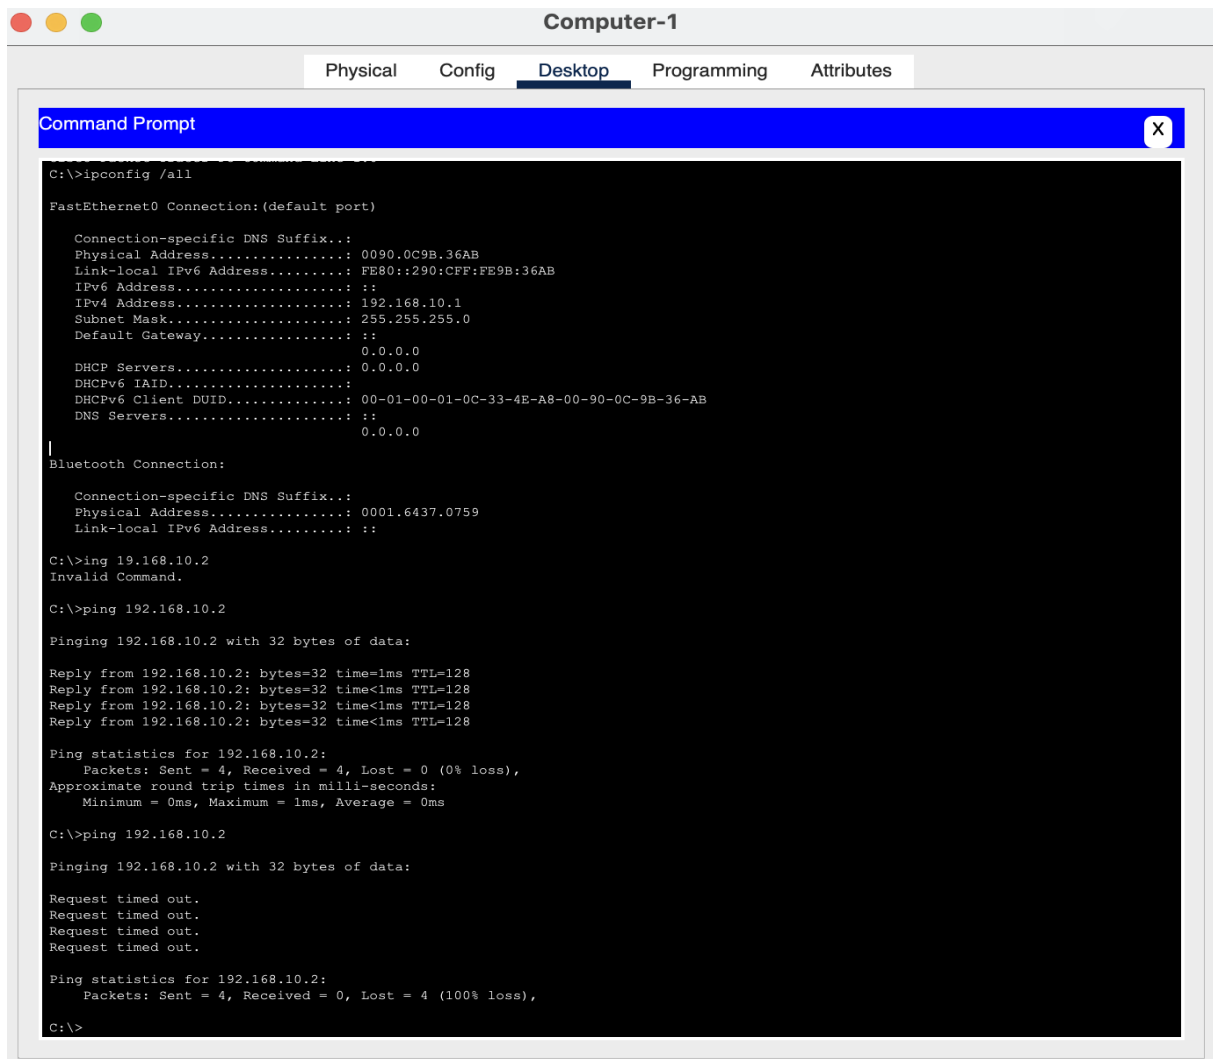 Computer-1
Physical Config Desktop Programming Attributes
Command Prompt
X
C:\>ipconfig /all
FastEthernet0 Connection:(default port)
Connection-specific DNS Suffix..:
Physical Address................: 0090.0C9B.36AB
Link-local IPv6 Address.........: FE80::290:CFF:FE9B:36AB
IPv6 Address....................: ::
IPv4 Address....................: 192.168.10.1
Subnet Mask.....................: 255.255.255.0
Default Gateway.................: ::
0.0.0.0
DHCP Servers....................: 0.0.0.0
DHCPv6 IAID.....................:
DHCPv6 Client DUID..............: 00-01-00-01-0C-33-4E-A8-00-90-0C-9B-36-AB
DNS Servers.....................: ::
0.0.0.0
Bluetooth Connection:
Connection-specific DNS Suffix..:
Physical Address................: 0001.6437.0759
Link-local IPv6 Address.........: ::
C:\>ing 19.168.10.2
Invalid Command.
C:\>ping 192.168.10.2
Pinging 192.168.10.2 with 32 bytes of data:
Reply from 192.168.10.2: bytes=32 time=1ms TTL=128
Reply from 192.168.10.2: bytes=32 time<1ms TTL=128
Reply from 192.168.10.2: bytes=32 time<1ms TTL=128
Reply from 192.168.10.2: bytes=32 time<1ms TTL=128
Ping statistics for 192.168.10.2:
Packets: Sent = 4, Received = 4, Lost = 0 (0% loss),
Approximate round trip times in milli-seconds:
Minimum = 0ms, Maximum = 1ms, Average = 0ms
C:\>ping 192.168.10.2
Pinging 192.168.10.2 with 32 bytes of data:
Request timed out.
Request timed out.
Request timed out.
Request timed out.
Ping statistics for 192.168.10.2:
Packets: Sent = 4, Received = 0, Lost = 4 (100% loss),
C:\>